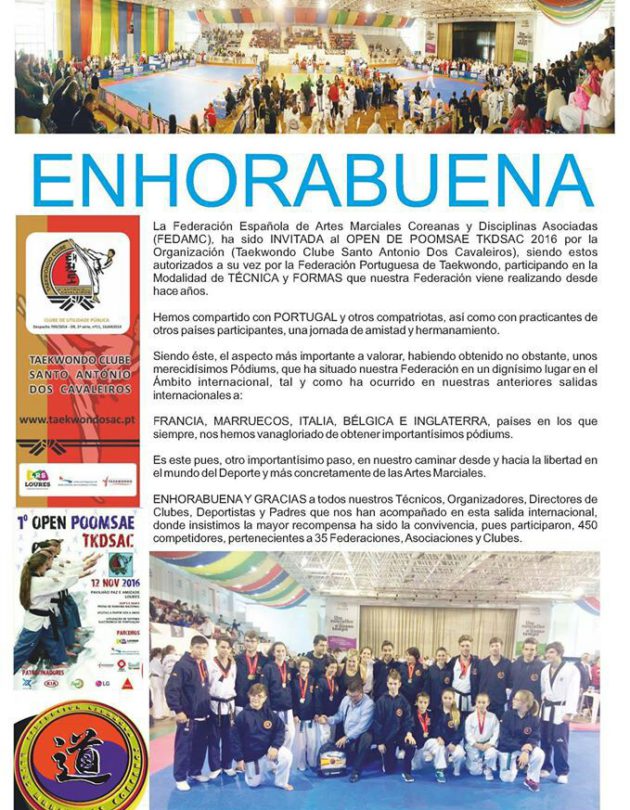 ENHORABUENA
La Federación Española de Artes Marciales Coreanas y Disciplinas Asociadas
(FEDAMC), ha sido INVITADA al OPEN DE POOMSAE TKDSAC 2016 por la
Organización (Taekwondo Clube Santo Antonio Dos Cavaleiros), siendo estos
autorizados a su vez por la Federación Portuguesa de Taekwondo, participando en la
Modalidad de TÉCNICA y FORMAS que nuestra Federación viene realizando desde
hace años.
Hemos compartido con PORTUGAL y otros compatriotas, así como con practicantes de
otros países participantes, una jornada de amistad y hermanamiento.
Siendo éste, el aspecto más importante a valorar, habiendo obtenido no obstante, unos
merecidísimos Pódiums, que ha situado nuestra Federación en un dignísimo lugar en el
Ámbito internacional, tal y como ha ocurrido en nuestras anteriores salidas
internacionales a:
FRANCIA, MARRUECOS, ITALIA, BÉLGICA E INGLATERRA, países en los que
siempre, nos hemos vanagloriado de obtener importantísimos pódiums.
Es este pues, otro importantísimo paso, en nuestro caminar desde y hacia la libertad en
el mundo del Deporte y más concretamente de las Artes Marciales.
ENHORABUENA Y GRACIAS a todos nuestros Técnicos, Organizadores, Directores de
Clubes, Deportistas y Padres que nos han acompañado en esta salida internacional,
donde insistimos la mayor recompensa ha sido la convivencia, pues participaron, 450
competidores, pertenecientes a 35 Federaciones, Asociaciones y Clubes.
CLUBE DE UTILIDADE PÚBLICA
TAEKWONDO CLUBE
SANTO ANTÓNIO
DOS CAVALEIROS
www.taekwondosac.pt
LOURES
1º OPEN POOMSAE
TKDSAC
12 NOV 2016
PAVILHÃO PAZ E AMIZADE
LOURES
PARCEIROS
PATROCINADORES
KIA
LG
道